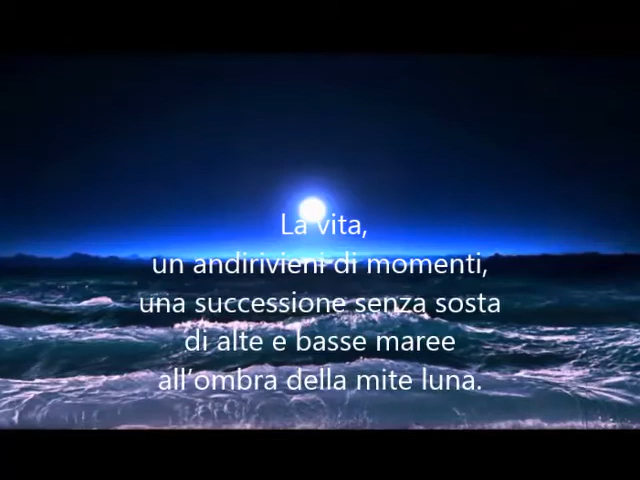 La vita,
un andirivieni di momenti,
una successione senza sosta
di alte e basse maree
all’ombra della mite luna.